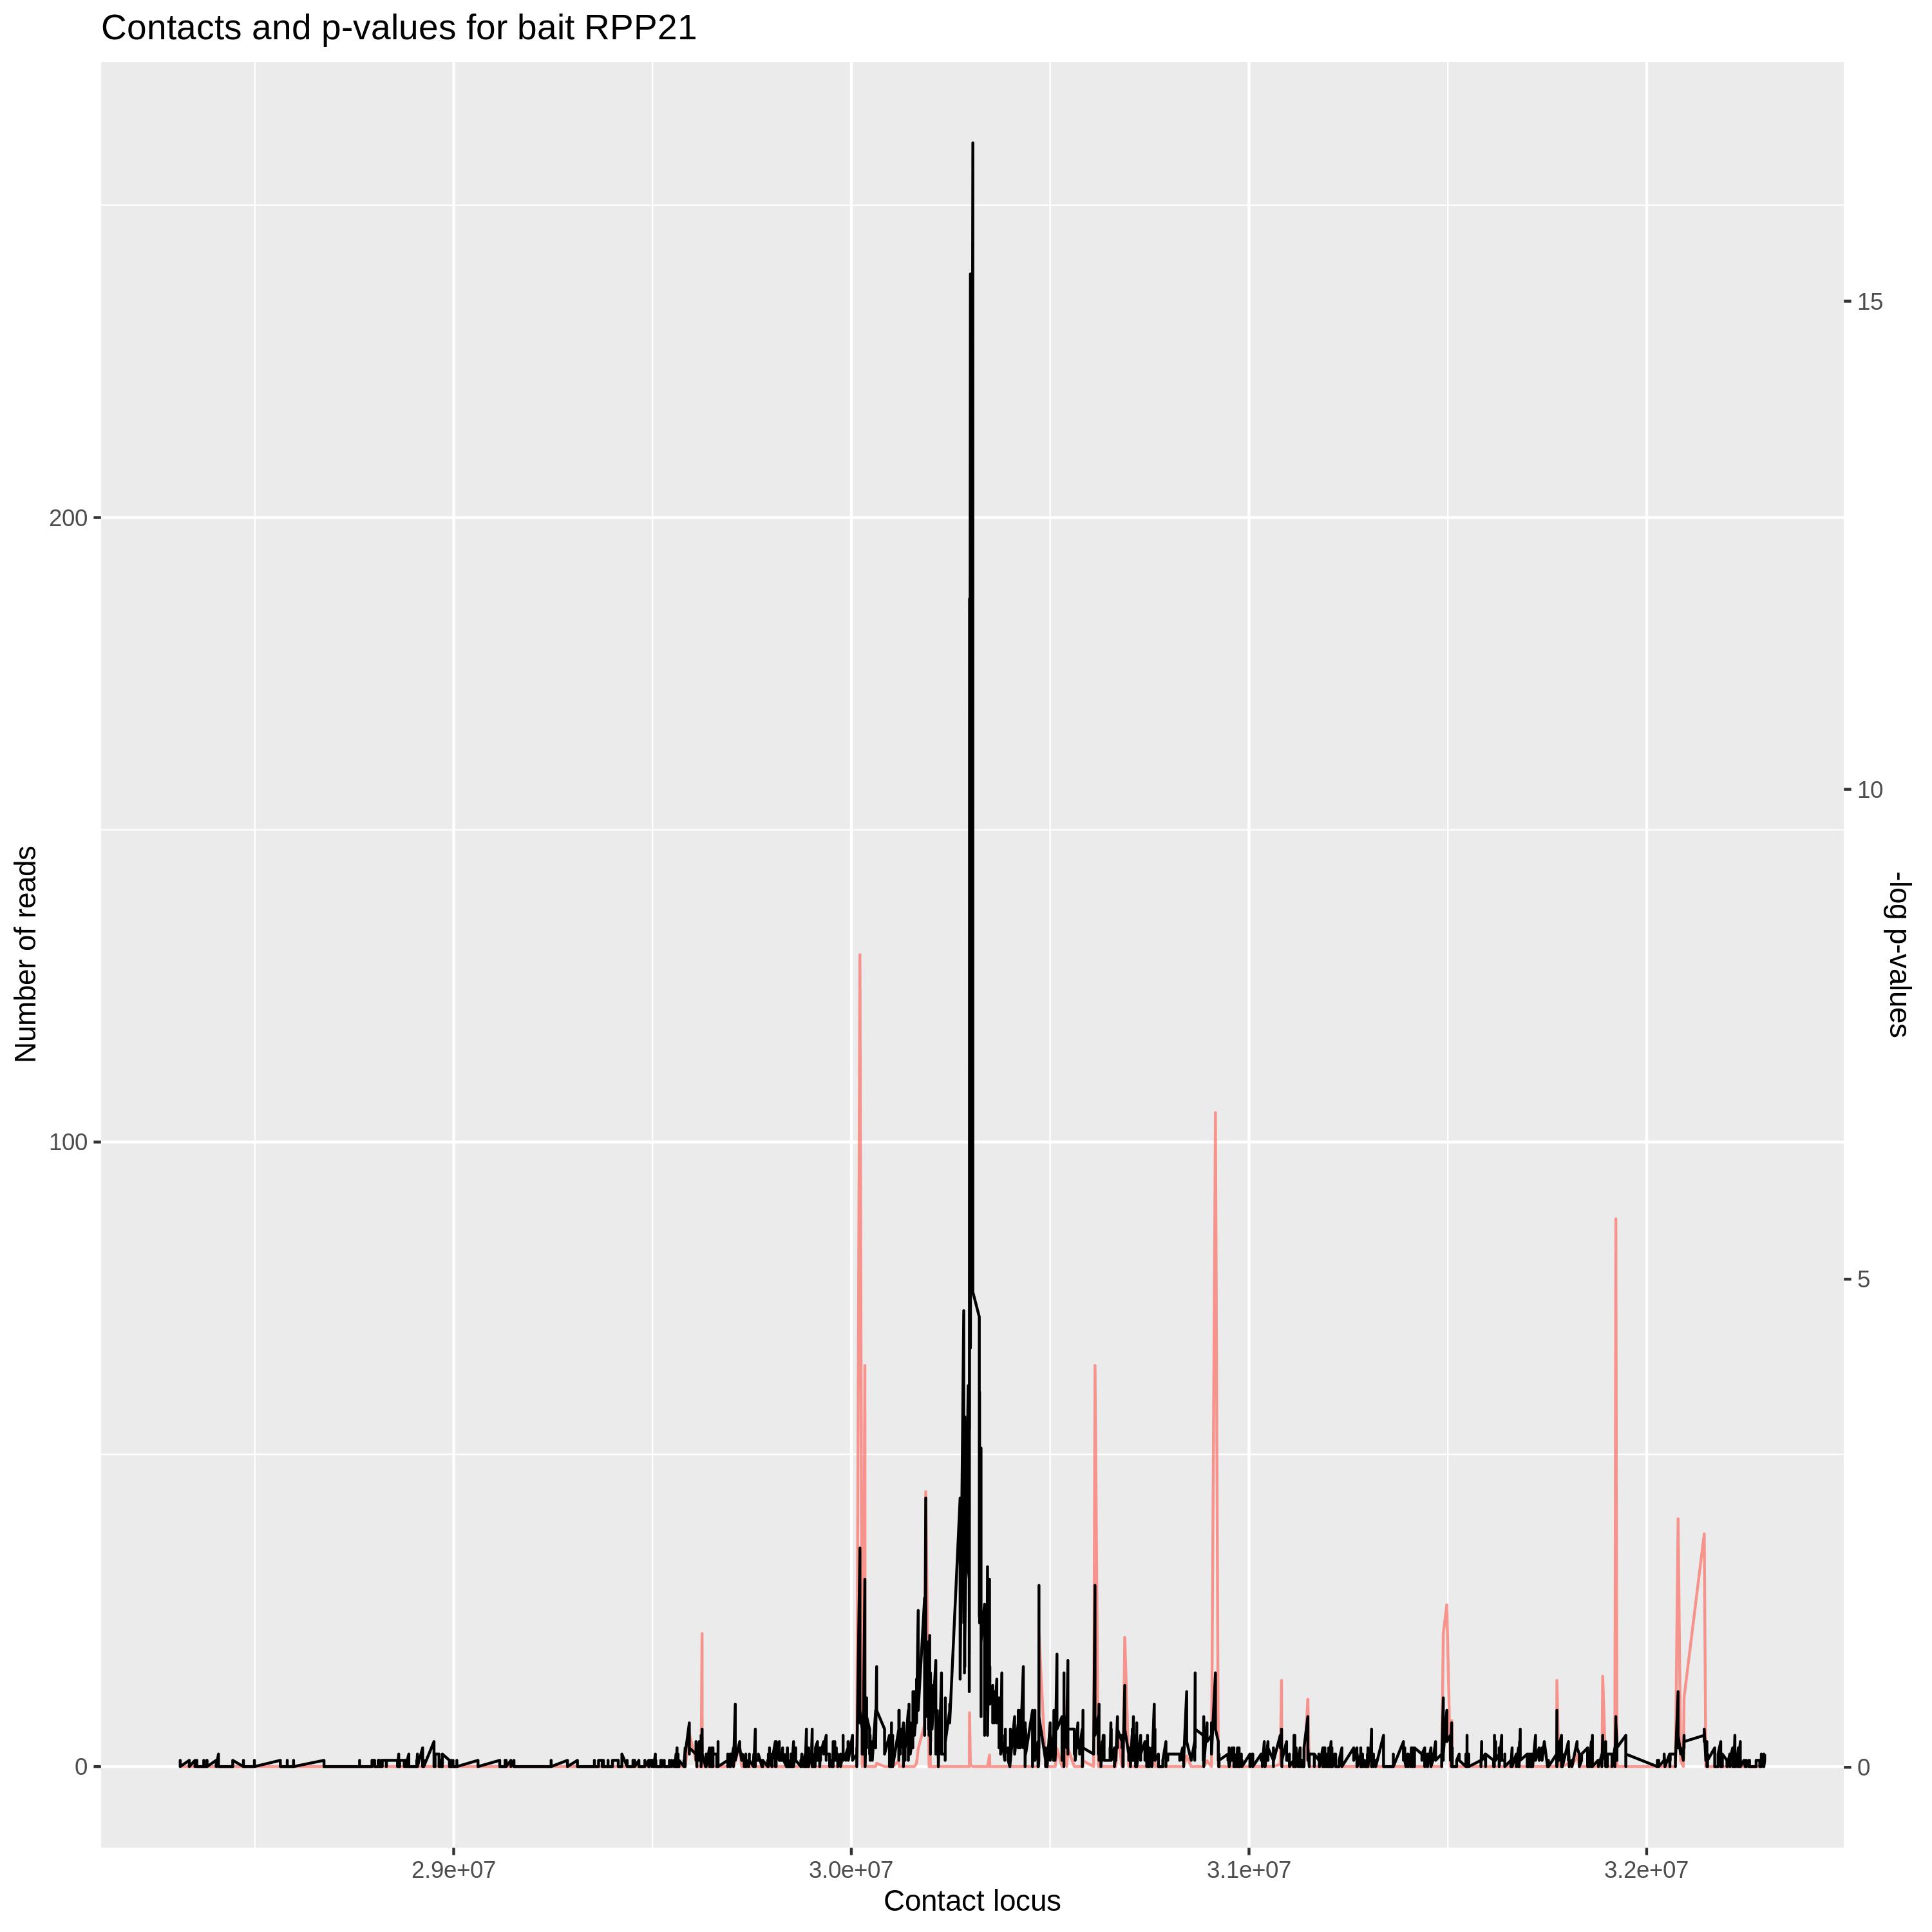 Contacts and p-values for bait RPP21
Number of reads
200
100
0
15
10
5
0
-log p-values
2.9e+07
3.0e+07
3.1e+07
3.2e+07
Contact locus